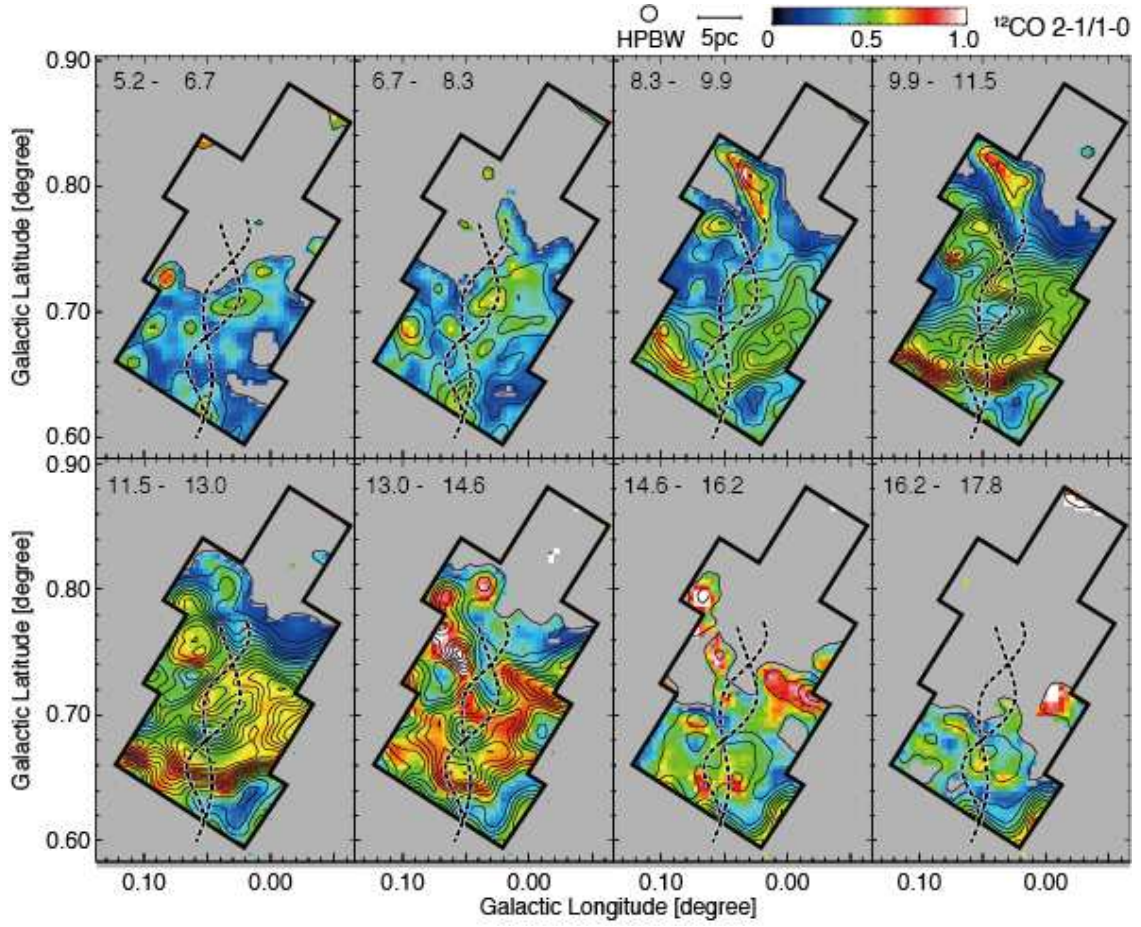 HPBW 5pc 0 0.5 1.0 ¹²CO 2-1/1-0
0.90
5.2 - 6.7 6.7 - 8.3 8.3 - 9.9 9.9 - 11.5
0.80
Galactic Latitude [degree]
0.70
0.60
0.90
11.5 - 13.0 13.0 - 14.6 14.6 - 16.2 16.2 - 17.8
0.80
Galactic Latitude [degree]
0.70
0.60
0.10 0.00 0.10 0.00 0.10 0.00 0.10 0.00
Galactic Longitude [degree]